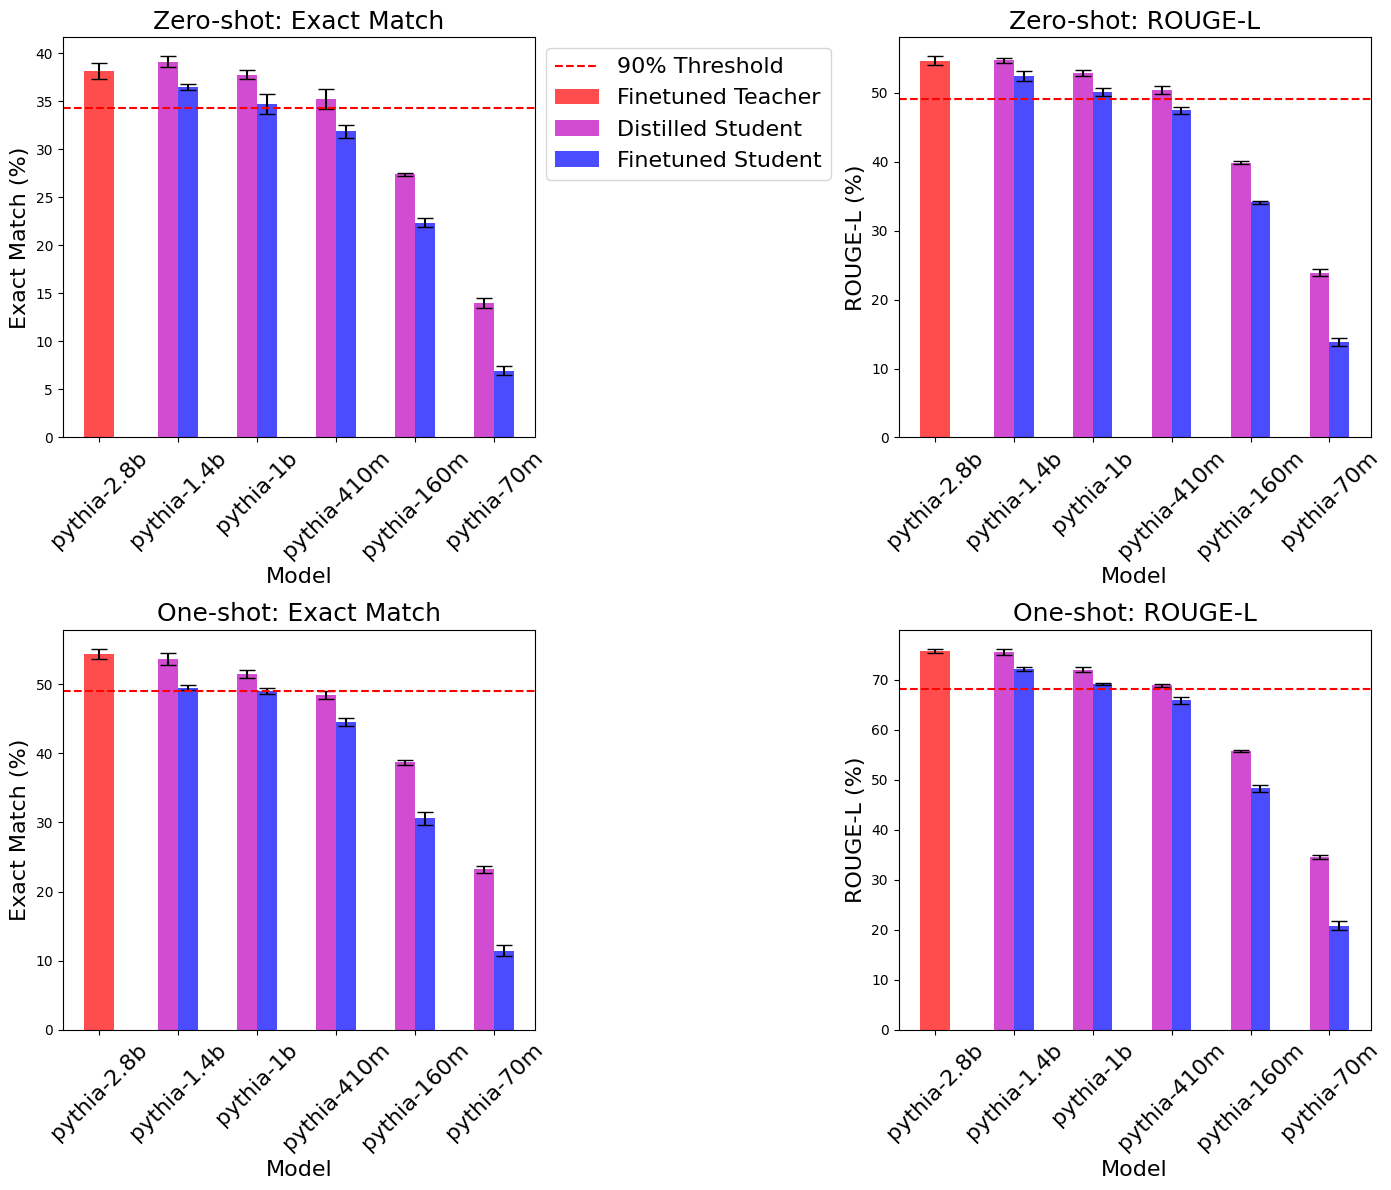 Zero-shot: Exact Match
Exact Match (%)
40
35
30
25
20
15
10
5
0
pythia-2.8b
pythia-1.4b
pythia-1b
pythia-410m
pythia-160m
pythia-70m
Model
90% Threshold
Finetuned Teacher
Distilled Student
Finetuned Student
Zero-shot: ROUGE-L
ROUGE-L (%)
50
40
30
20
10
0
pythia-2.8b
pythia-1.4b
pythia-1b
pythia-410m
pythia-160m
pythia-70m
Model
One-shot: Exact Match
Exact Match (%)
50
40
30
20
10
0
pythia-2.8b
pythia-1.4b
pythia-1b
pythia-410m
pythia-160m
pythia-70m
Model
One-shot: ROUGE-L
ROUGE-L (%)
70
60
50
40
30
20
10
0
pythia-2.8b
pythia-1.4b
pythia-1b
pythia-410m
pythia-160m
pythia-70m
Model